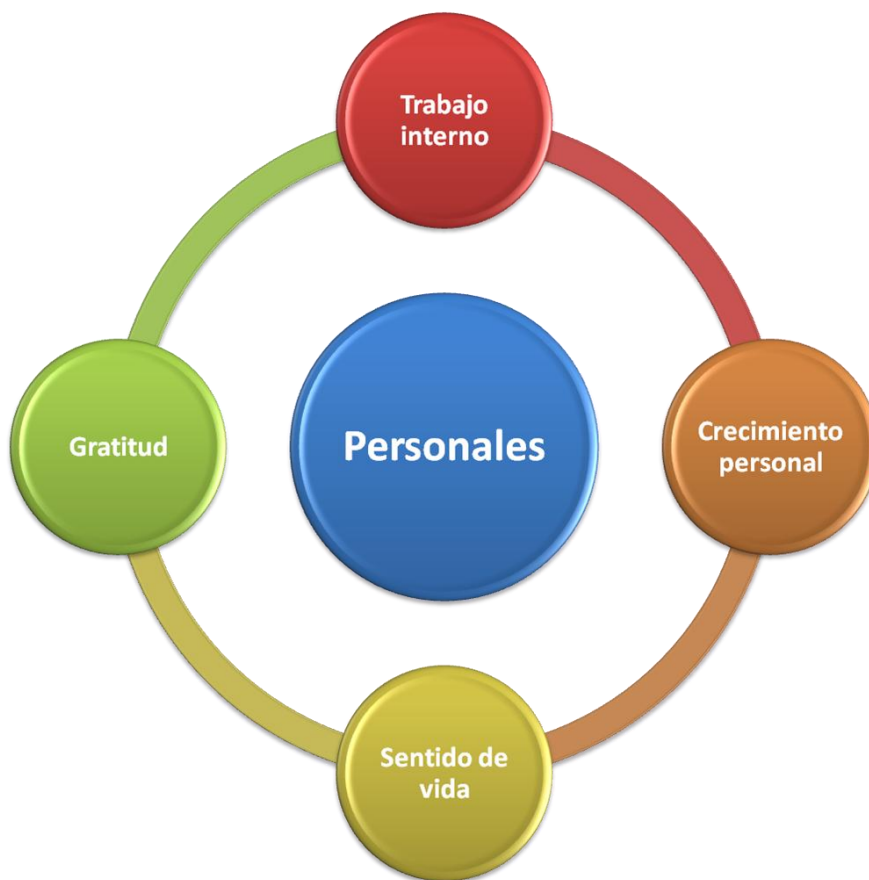 Trabajo
interno
Gratitud
Personales
Crecimiento
personal
Sentido de
vida